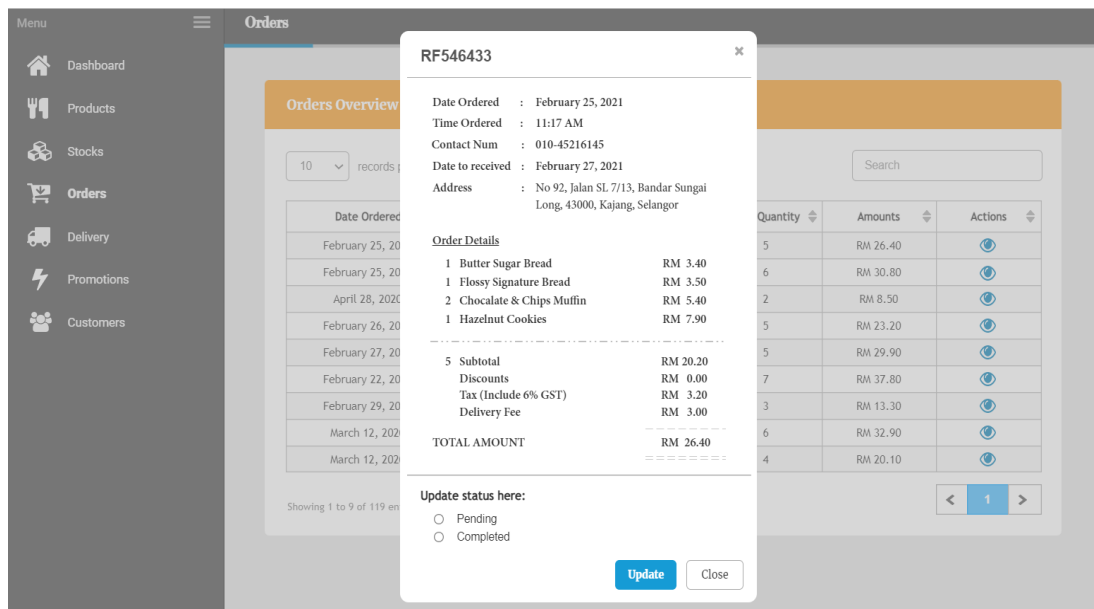 Menu
Orders
Dashboard
Products
Stocks
Orders
Delivery
Promotions
Customers
Orders Overview
10 records
Search
Date Ordered Quantity Amounts Actions
February 25, 20 5 RM 26.40
February 25, 20 6 RM 30.80
April 28, 2020 2 RM 8.50
February 26, 20 5 RM 23.20
February 27, 20 5 RM 29.90
February 22, 20 7 RM 37.80
February 29, 20 3 RM 13.30
March 12, 202 6 RM 32.90
March 12, 202 4 RM 20.10
Showing 1 to 9 of 119 en
< 1 >
RF546433 ×
Date Ordered : February 25, 2021
Time Ordered : 11:17 AM
Contact Num : 010-45216145
Date to received : February 27, 2021
Address : No 92, Jalan SL 7/13, Bandar Sungai
Long, 43000, Kajang, Selangor
Order Details
1 Butter Sugar Bread RM 3.40
1 Flossy Signature Bread RM 3.50
2 Chocalate & Chips Muffin RM 5.40
1 Hazelnut Cookies RM 7.90
5 Subtotal RM 20.20
Discounts RM 0.00
Tax (Include 6% GST) RM 3.20
Delivery Fee RM 3.00
TOTAL AMOUNT RM 26.40
Update status here:
Pending
Completed
Update Close